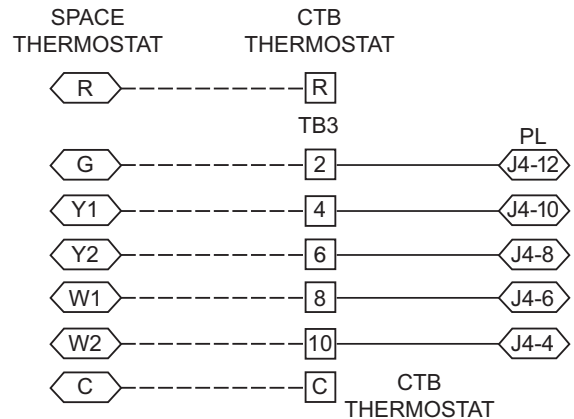 SPACE THERMOSTAT
CTB THERMOSTAT
R R
TB3
PL
G 2 J4-12
Y1 4 J4-10
Y2 6 J4-8
W1 8 J4-6
W2 10 J4-4
C C
CTB THERMOSTAT